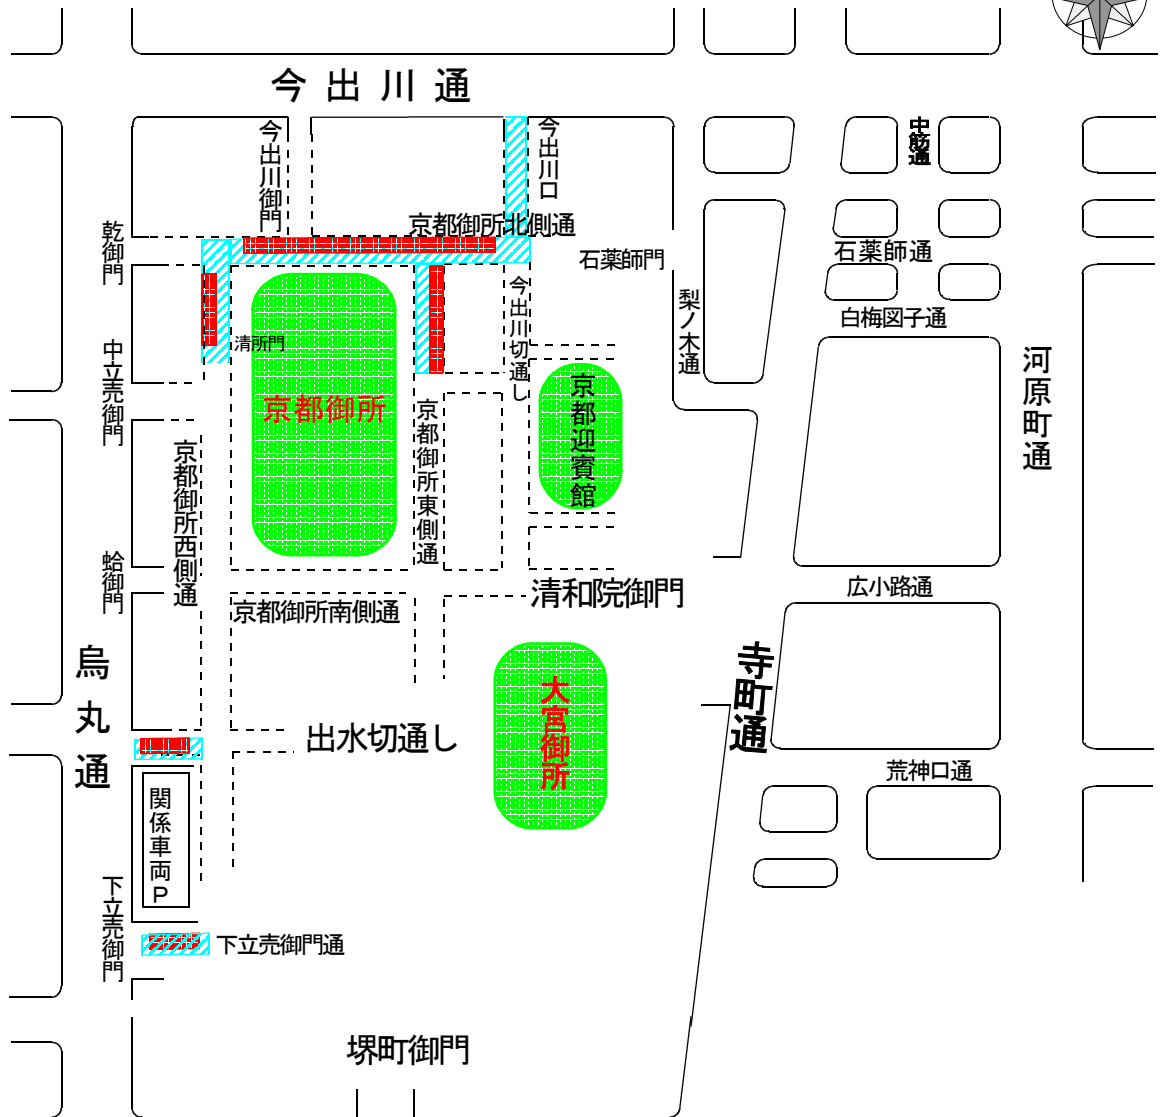 今出川通
今出川御門
今出川口
中筋通
京都御所北側通
乾御門
石薬師門
石薬師通
今出川切通し
梨ノ木通
白梅図子通
清所門
中立売御門
河原町通
京都迎賓館
京都御所
京都御所東側通
京都御所西側通
蛤御門
清和院御門
広小路通
京都御所南側通
烏丸通
寺町通
大宮御所
出水切通し
荒神口通
関係車両P
下立売御門
下立売御門通
堺町御門